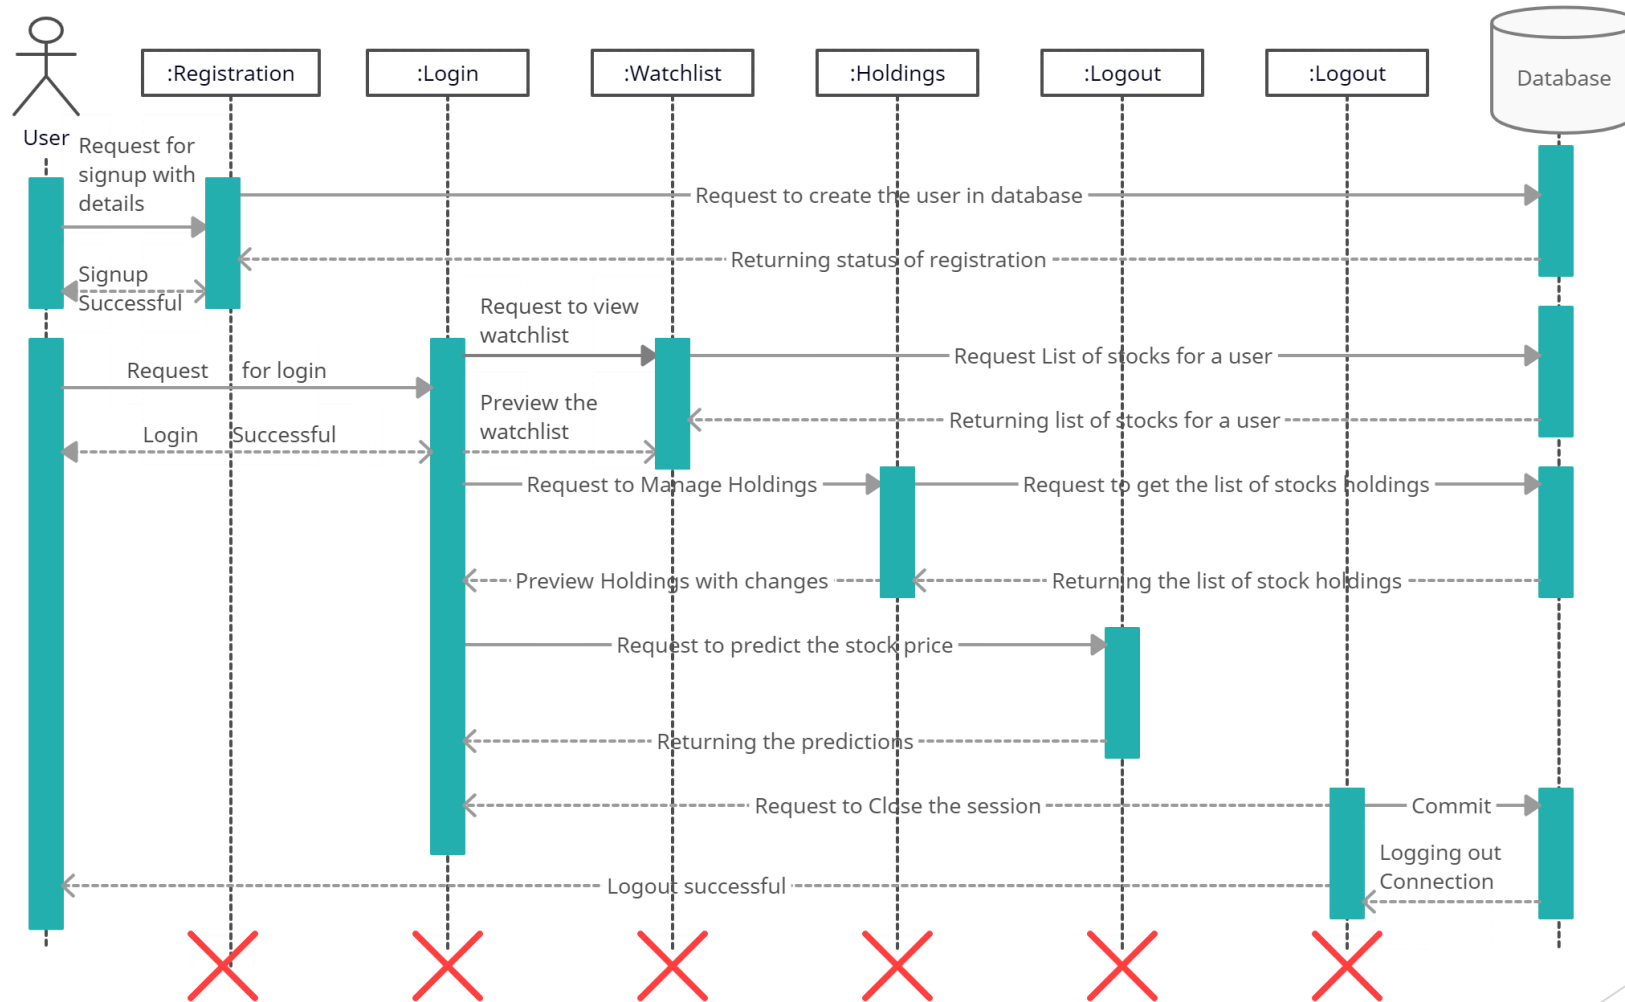 :Registration
:Login
:Watchlist
:Holdings
:Logout
:Logout
Database
User
Request for
signup with
details
Request to create the user in database
Returning status of registration
Signup
Successful
Request to view
watchlist
Request List of stocks for a user
Request for login
Preview the
watchlist
Returning list of stocks for a user
Login Successful
Request to Manage Holdings
Request to get the list of stocks holdings
Preview Holdings with changes
Returning the list of stock holdings
Request to predict the stock price
Returning the predictions
Request to Close the session
Commit
Logging out
Connection
Logout successful